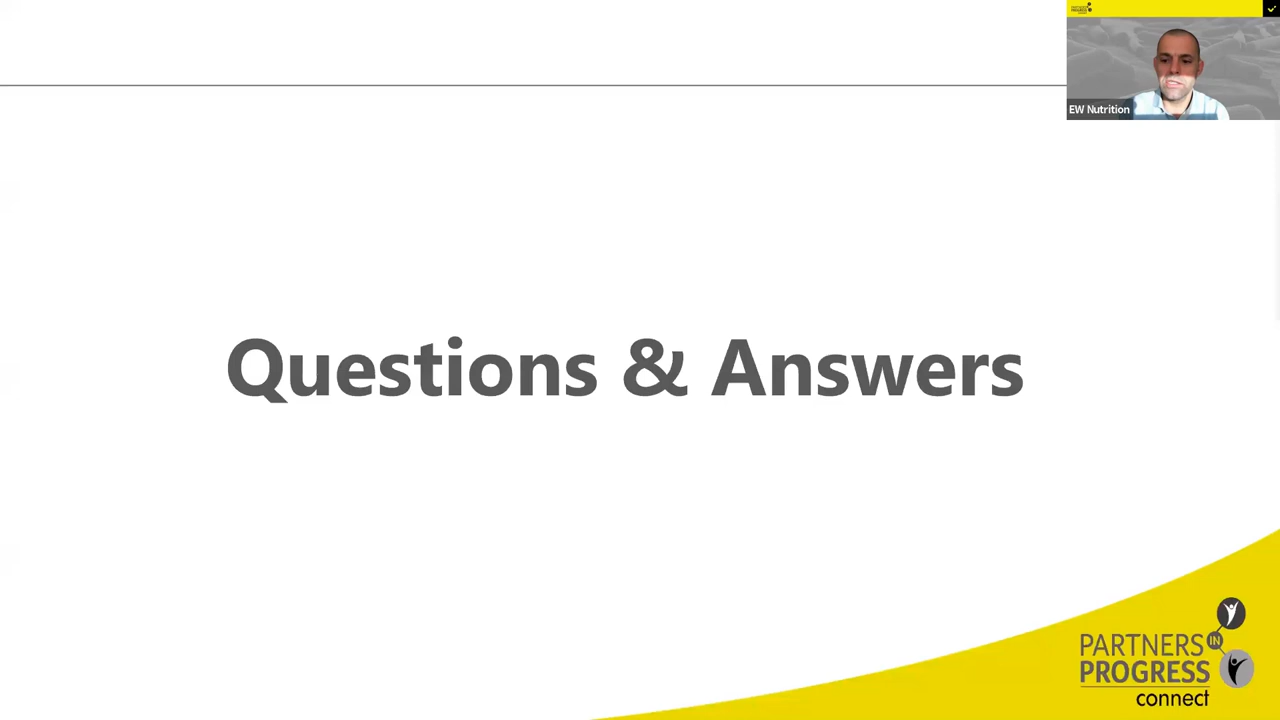 EW Nutrition
Questions & Answers
PARTNERS IN
PROGRESS
connect